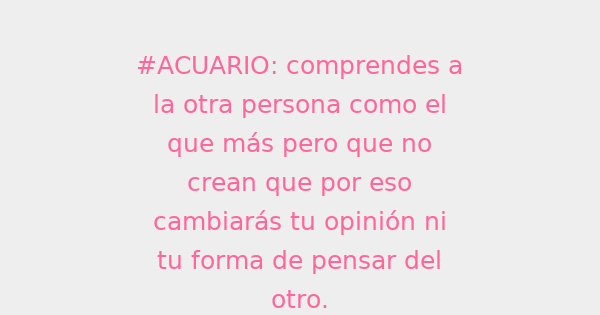 #ACUARIO: comprendes a
la otra persona como el
que más pero que no
crean que por eso
cambiarás tu opinión ni
tu forma de pensar del
otro.